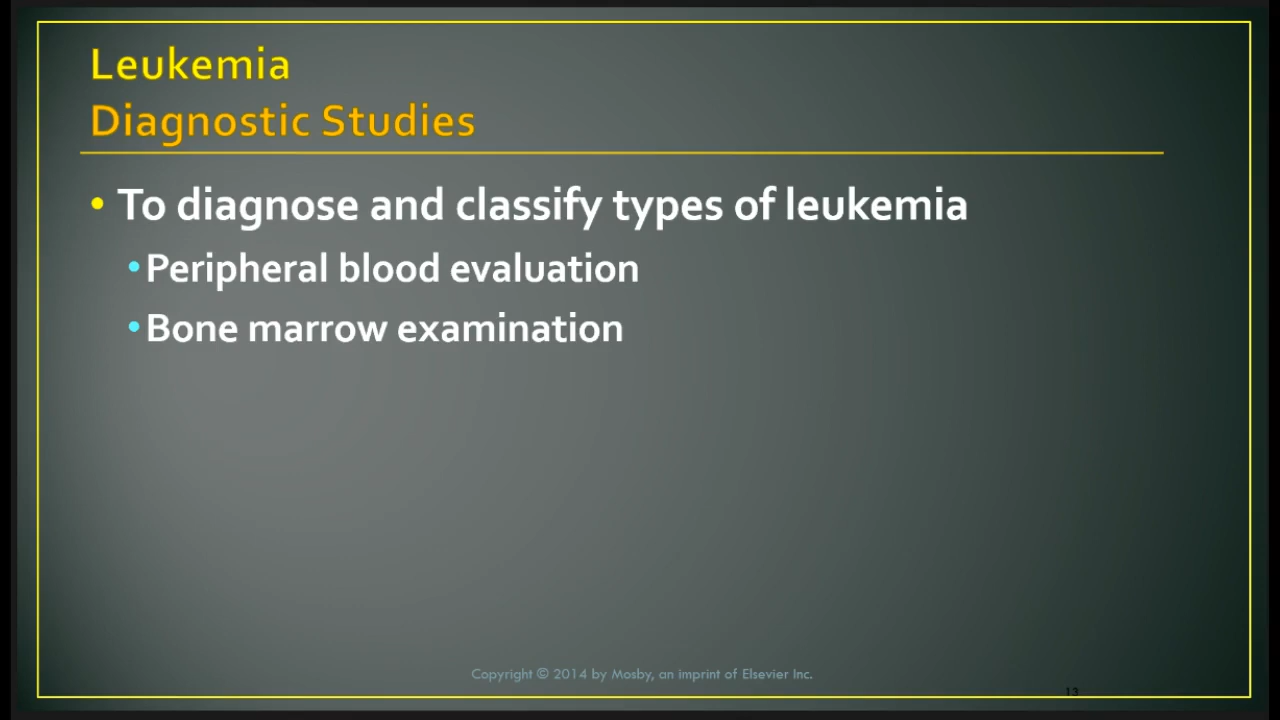 Leukemia
Diagnostic Studies
• To diagnose and classify types of leukemia
• Peripheral blood evaluation
• Bone marrow examination
Copyright © 2014 by Mosby, an imprint of Elsevier Inc.
13